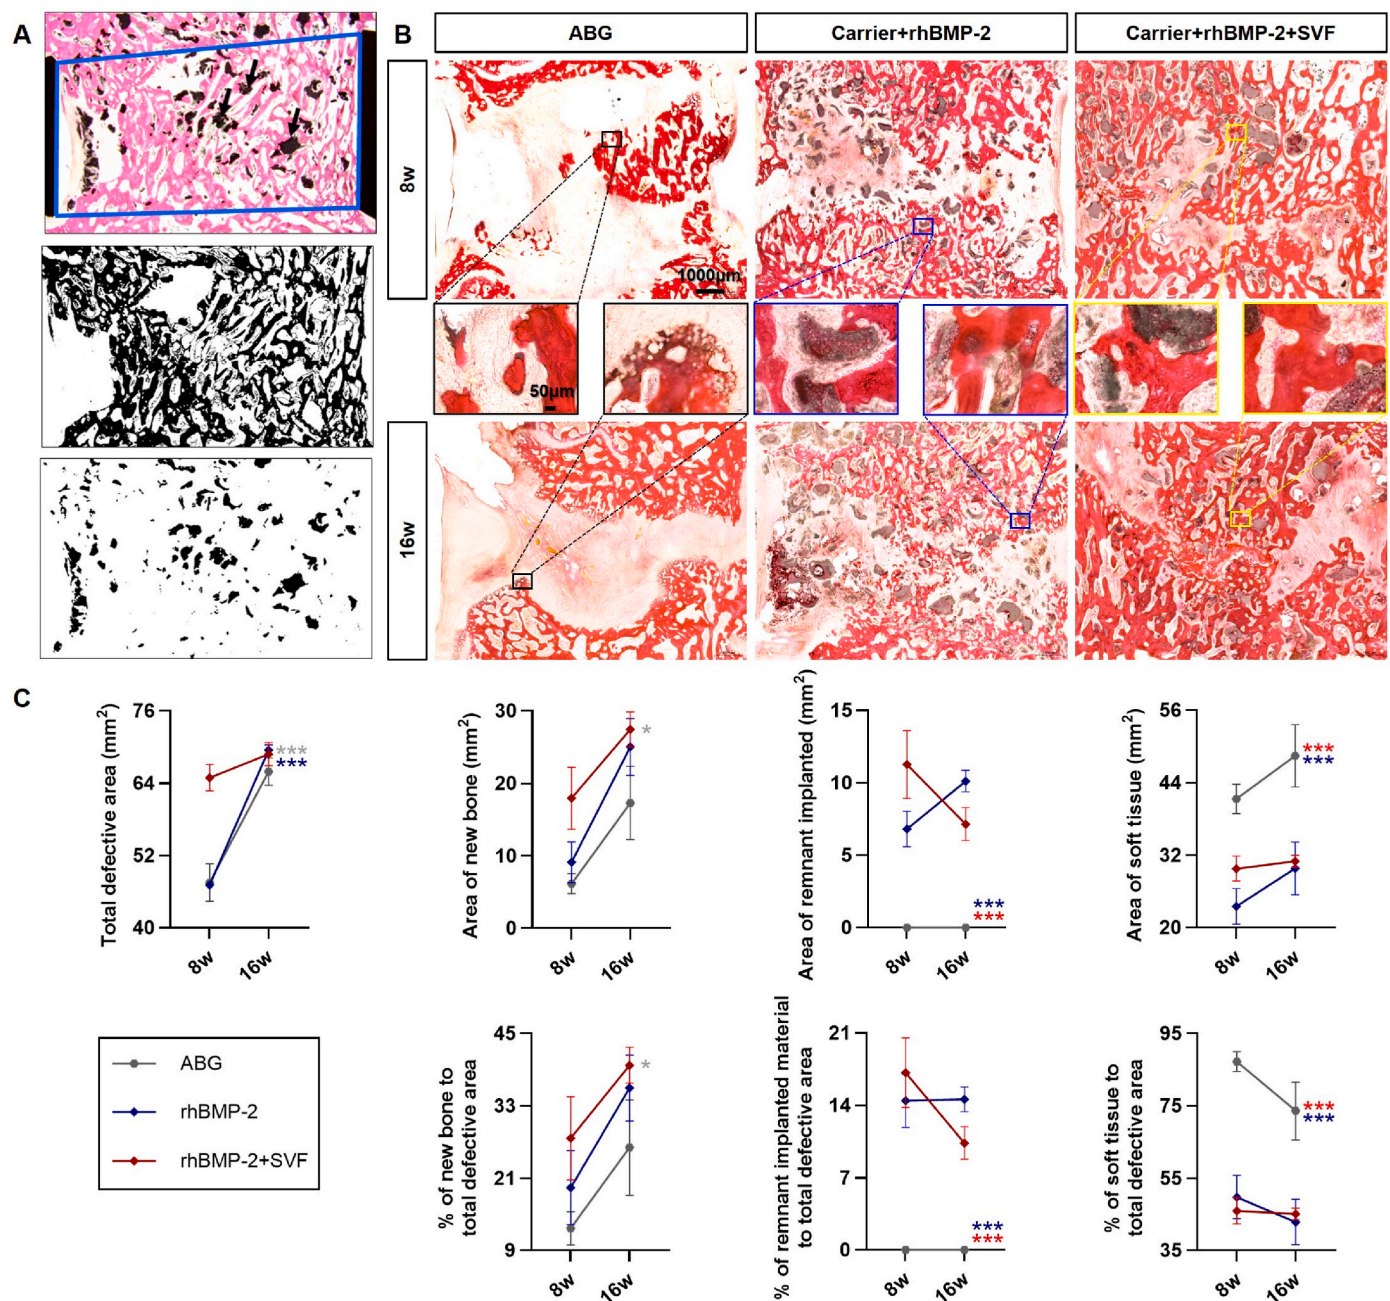 A
B
ABG
Carrier+rhBMP-2
Carrier+rhBMP-2+SVF
8w
1000μm
50μm
16w
C
Total defective area (mm²)
76
64
52
40
8w
16w
***
***
Area of new bone (mm²)
30
20
10
0
8w
16w
*
Area of remnant implanted (mm²)
15
10
5
0
8w
16w
***
***
Area of soft tissue (mm²)
56
44
32
20
8w
16w
***
***
ABG
rhBMP-2
rhBMP-2+SVF
% of new bone to
total defective area
45
33
21
9
8w
16w
*
% of remnant implanted material
to total defective area
21
14
7
0
8w
16w
***
***
% of soft tissue to
total defective area
95
75
55
35
8w
16w
***
***